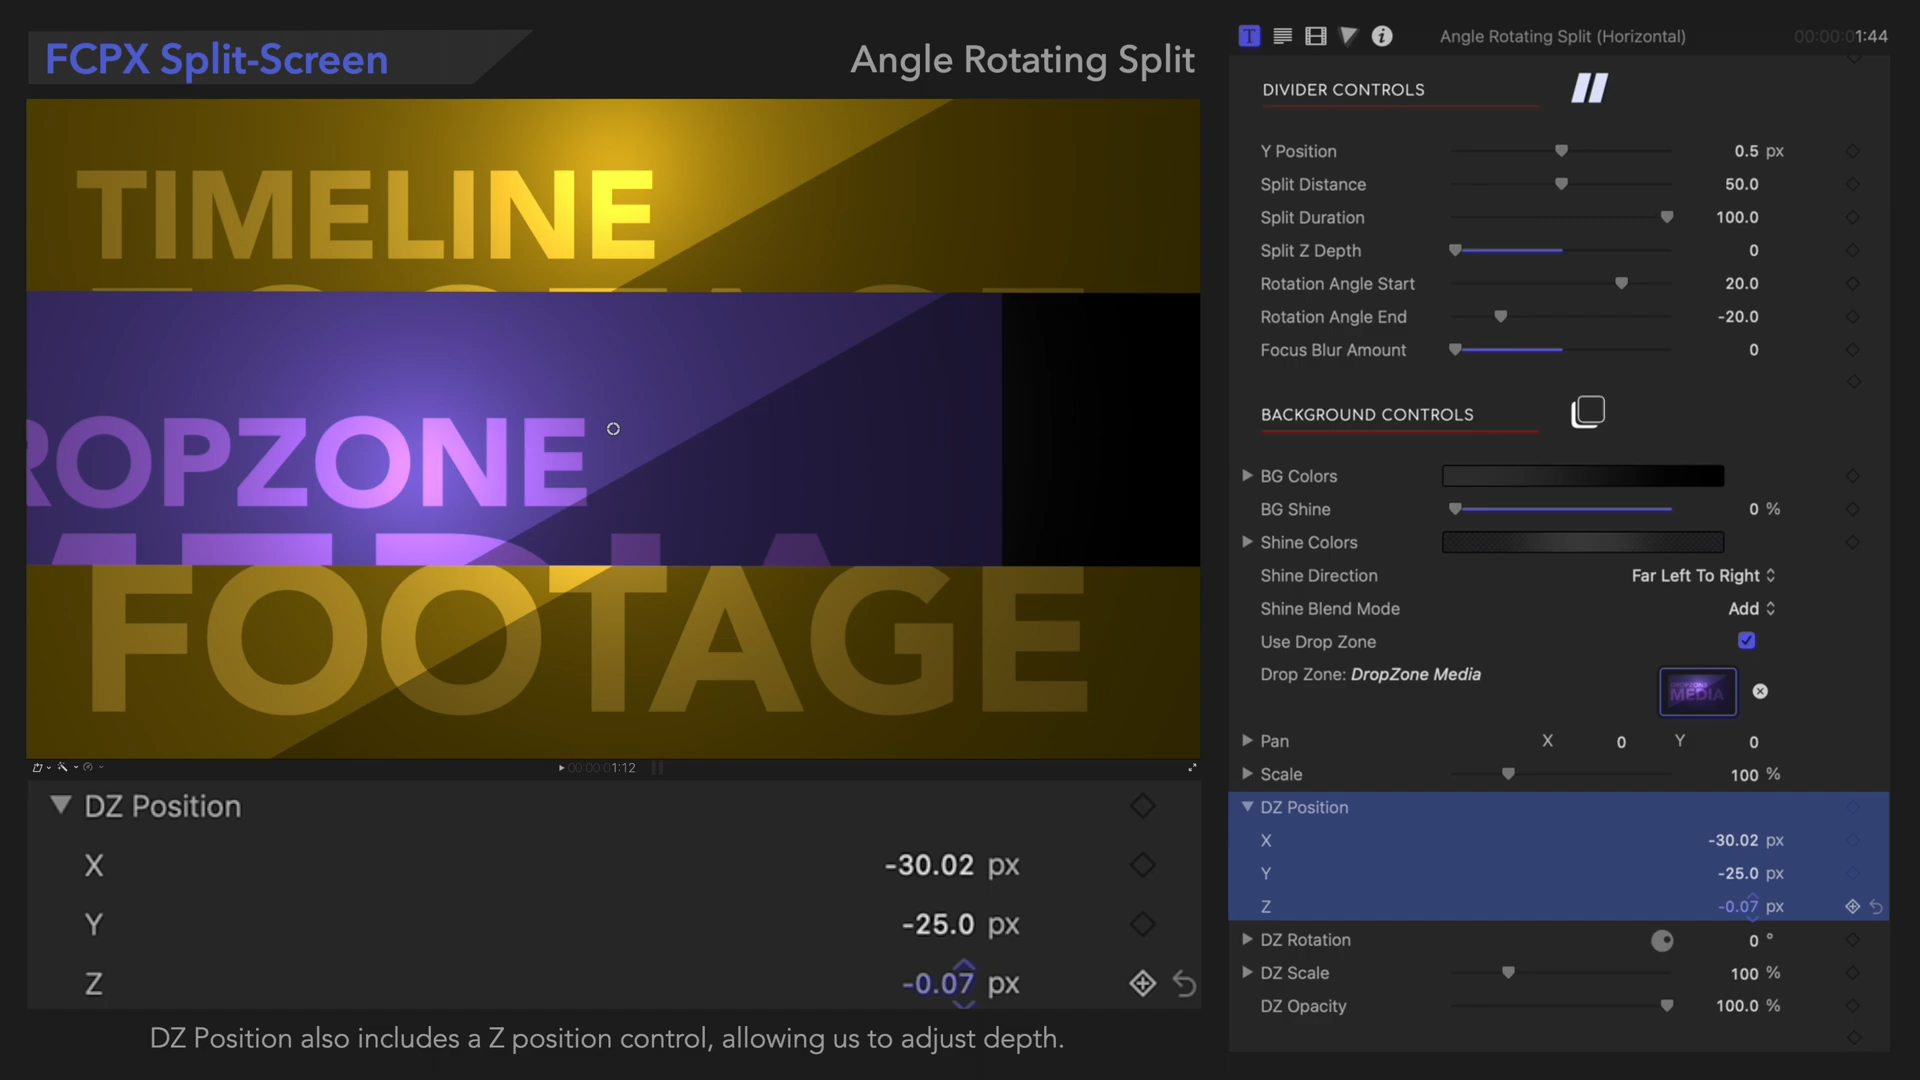 FCPX Split-Screen
Angle Rotating Split
TIMELINE
ROPZONE
FOOTAGE
1:12
DZ Position
X -30.02 px
Y -25.0 px
Z -0.07 px
DZ Position also includes a Z position control, allowing us to adjust depth.
T i Angle Rotating Split (Horizontal) 00:00:01:44
DIVIDER CONTROLS
Y Position 0.5 px
Split Distance 50.0
Split Duration 100.0
Split Z Depth 0
Rotation Angle Start 20.0
Rotation Angle End -20.0
Focus Blur Amount 0
BACKGROUND CONTROLS
BG Colors
BG Shine 0 %
Shine Colors
Shine Direction Far Left To Right
Shine Blend Mode Add
Use Drop Zone
Drop Zone: DropZone Media
DROPZONE
MEDIA
Pan X 0 Y 0
Scale 100 %
DZ Position
X -30.02 px
Y -25.0 px
Z -0.07 px
DZ Rotation 0 °
DZ Scale 100 %
DZ Opacity 100.0 %